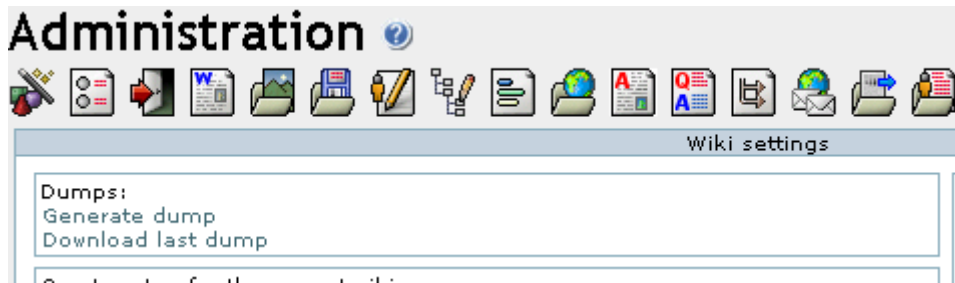 Administration
Wiki settings
Dumps:
Generate dump
Download last dump